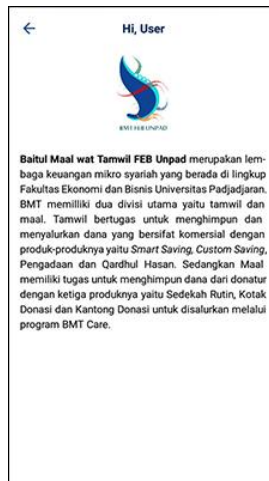 Hi, User
BMT FEB UNPAD
Baitul Maal wat Tamwil FEB Unpad merupakan lem-
baga keuangan mikro syariah yang berada di lingkup
Fakultas Ekonomi dan Bisnis Universitas Padjadjaran.
BMT memilliki dua divisi utama yaitu tamwil dan
maal. Tamwil bertugas untuk menghimpun dan
menyalurkan dana yang bersifat komersial dengan
produk-produknya yaitu Smart Saving, Custom Saving,
Pengadaan dan Qardhul Hasan. Sedangkan Maal
memiliki tugas untuk menghimpun dana dari donatur
dengan ketiga produknya yaitu Sedekah Rutin, Kotak
Donasi dan Kantong Donasi untuk disalurkan melalui
program BMT Care.